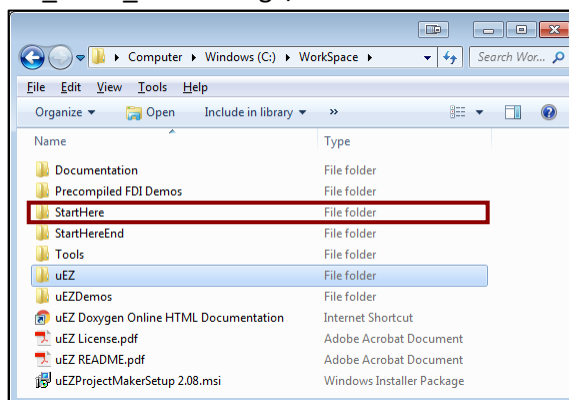 Computer ▸ Windows (C:) ▸ WorkSpace ▸
Search Wor...
File Edit View Tools Help
Organize Open Include in library »
Name Type
Documentation File folder
Precompiled FDI Demos File folder
StartHere File folder
StartHereEnd File folder
Tools File folder
uEZ File folder
uEZDemos File folder
uEZ Doxygen Online HTML Documentation Internet Shortcut
uEZ License.pdf Adobe Acrobat Document
uEZ README.pdf Adobe Acrobat Document
uEZProjectMakerSetup 2.08.msi Windows Installer Package